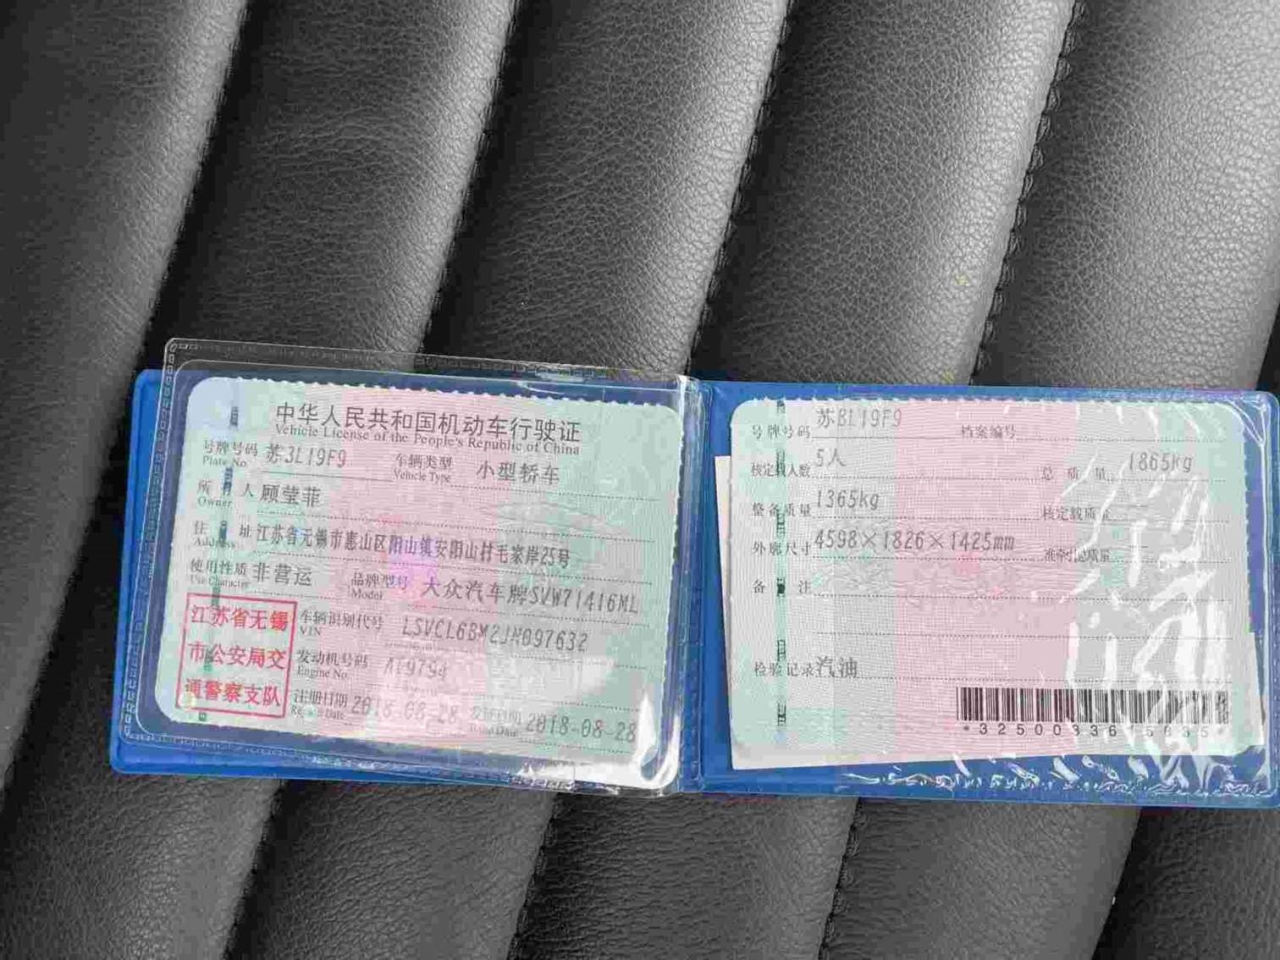 中华人民共和国机动车行驶证
Vehicle License of the People's Republic of China
号牌号码 苏BL19F9 车辆类型 小型轿车
Plate No. Vehicle Type
所有人 顾莹菲
Owner
住址 江苏省无锡市惠山区阳山镇安阳山村毛家岸25号
Address
使用性质 非营运 品牌型号 大众汽车牌SVW71416ML
Use Character Model
江苏省无锡
市公安局交
通警察支队
车辆识别代号 LSVCL6BM2JN097632
VIN
发动机号码
Engine No.
注册日期 2018-08-28 发证日期 2018-08-28
Register Date Issue Date
号牌号码 苏BL19F9 档案编号
核定载人数 5人 总质量 1865kg
整备质量 1365kg 核定载质量
外廓尺寸 4598×1826×1425mm 准牵引总质量
备注
检验记录 汽油